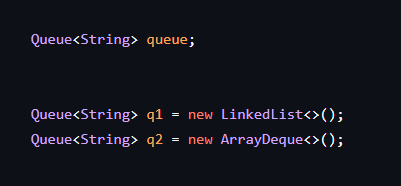 Queue<String> queue;
Queue<String> q1 = new LinkedList<>();
Queue<String> q2 = new ArrayDeque<>();